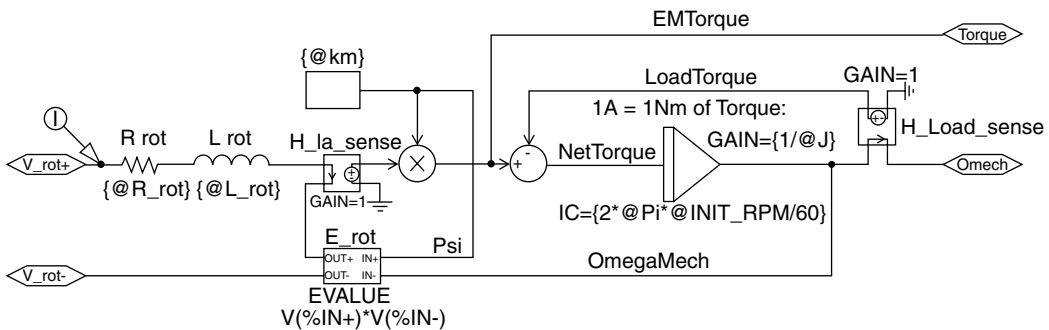 EMTorque
Torque
{@km}
LoadTorque
GAIN=1
1A = 1Nm of Torque:
I
R rot
L rot
H_Ia_sense
GAIN={1/@J}
H_Load_sense
V_rot+
×
+
-
NetTorque
Omech
{@R_rot}
{@L_rot}
GAIN=1
IC={2*@Pi*@INIT_RPM/60}
E_rot
Psi
OUT+ IN+
OmegaMech
V_rot-
OUT- IN-
EVALUE
V(%IN+)*V(%IN-)